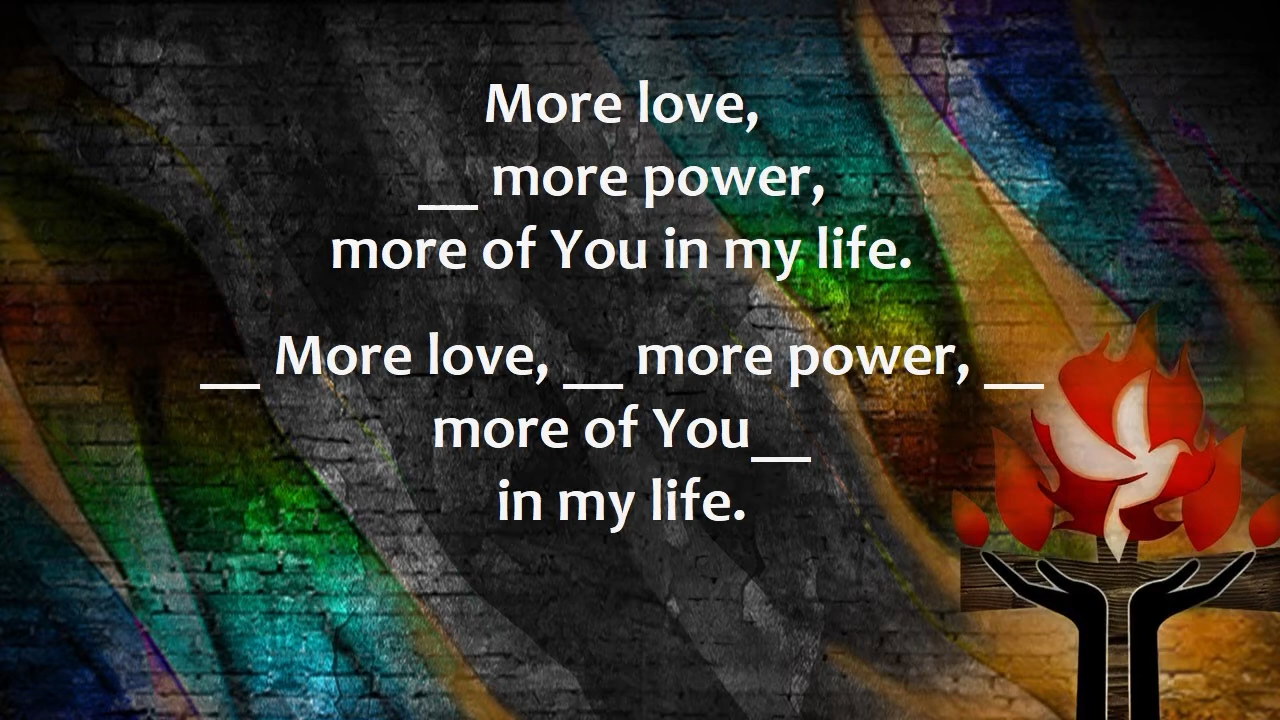 More love,
__ more power,
more of You in my life.
__ More love, __ more power, __
more of You__
in my life.